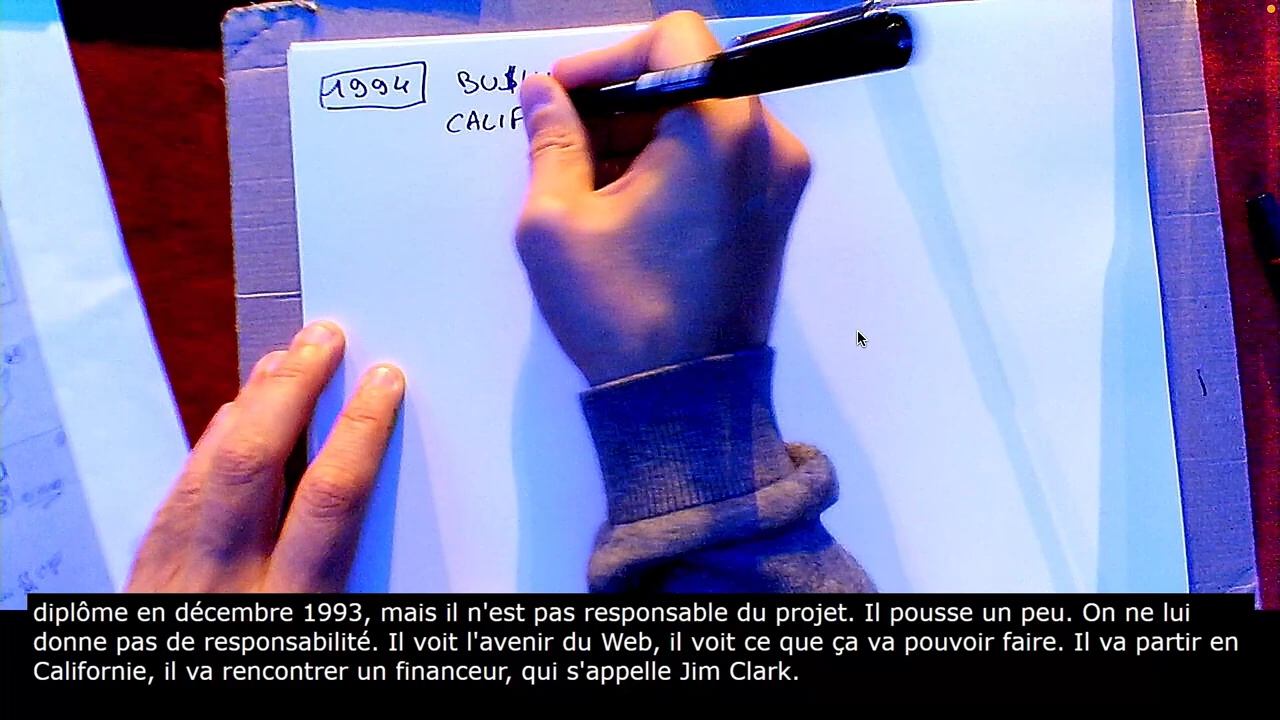 1994 BU$
CALIF
diplôme en décembre 1993, mais il n'est pas responsable du projet. Il pousse un peu. On ne lui
donne pas de responsabilité. Il voit l'avenir du Web, il voit ce que ça va pouvoir faire. Il va partir en
Californie, il va rencontrer un financeur, qui s'appelle Jim Clark.